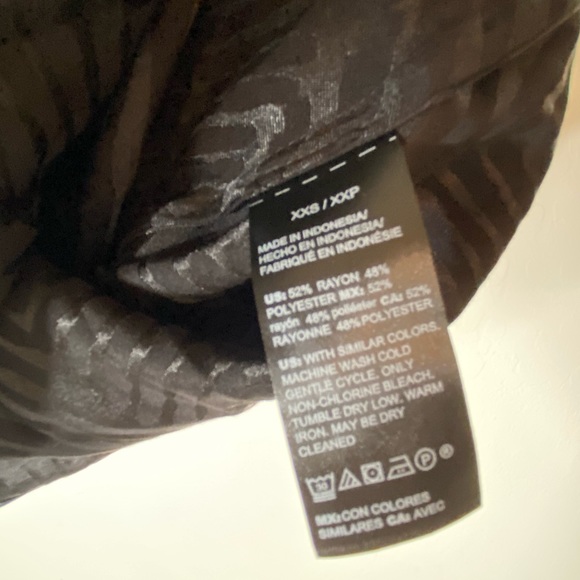 XXS / XXP
MADE IN INDONESIA/
HECHO EN INDONESIA/
FABRIQUÉ EN INDONÉSIE
US: 52% RAYON 48%
POLYESTER MX: 52%
rayón 48% poliéster CA: 52%
RAYONNE 48% POLYESTER
US: WITH SIMILAR COLORS.
MACHINE WASH COLD
GENTLE CYCLE. ONLY
NON-CHLORINE BLEACH.
TUMBLE DRY LOW. WARM
IRON. MAY BE DRY
CLEANED
30 P ®
MX: CON COLORES
SIMILARES CA: AVEC